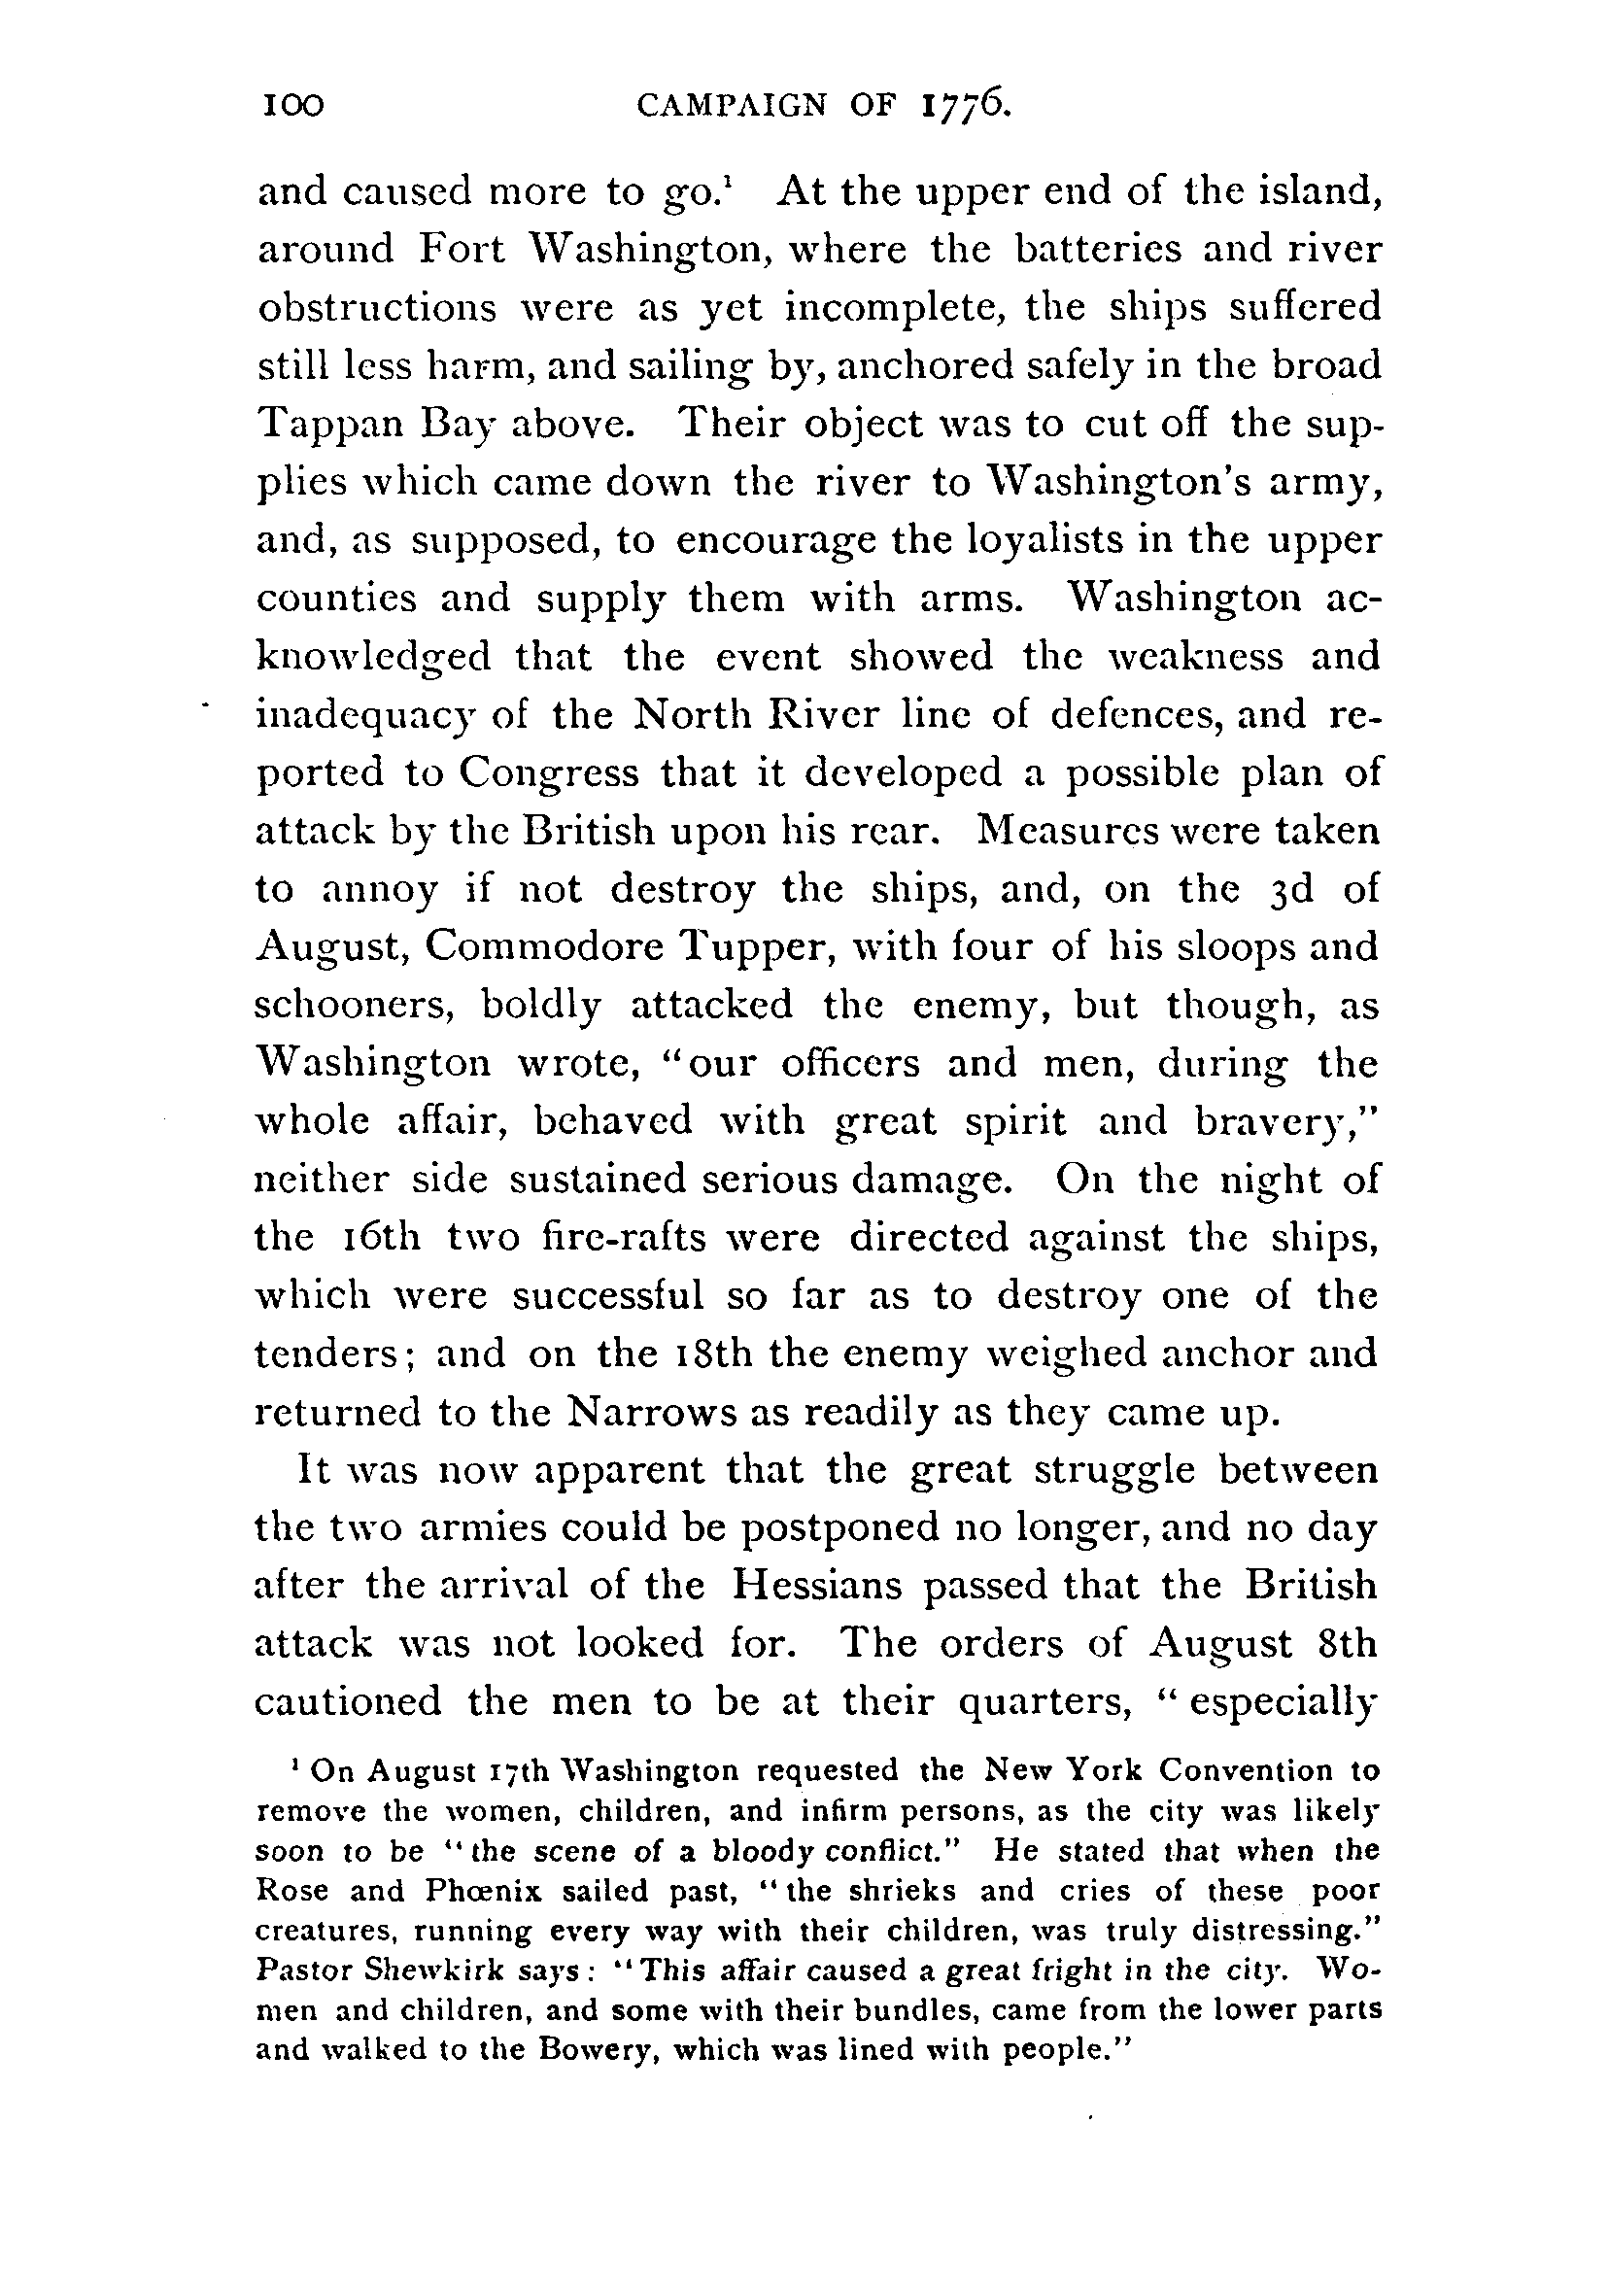 100 CAMPAIGN OF 1776.
and caused more to go.¹ At the upper end of the island,
around Fort Washington, where the batteries and river
obstructions were as yet incomplete, the ships suffered
still less harm, and sailing by, anchored safely in the broad
Tappan Bay above. Their object was to cut off the sup-
plies which came down the river to Washington's army,
and, as supposed, to encourage the loyalists in the upper
counties and supply them with arms. Washington ac-
knowledged that the event showed the weakness and
inadequacy of the North River line of defences, and re-
ported to Congress that it developed a possible plan of
attack by the British upon his rear. Measures were taken
to annoy if not destroy the ships, and, on the 3d of
August, Commodore Tupper, with four of his sloops and
schooners, boldly attacked the enemy, but though, as
Washington wrote, "our officers and men, during the
whole affair, behaved with great spirit and bravery,"
neither side sustained serious damage. On the night of
the 16th two fire-rafts were directed against the ships,
which were successful so far as to destroy one of the
tenders; and on the 18th the enemy weighed anchor and
returned to the Narrows as readily as they came up.
It was now apparent that the great struggle between
the two armies could be postponed no longer, and no day
after the arrival of the Hessians passed that the British
attack was not looked for. The orders of August 8th
cautioned the men to be at their quarters, "especially
¹ On August 17th Washington requested the New York Convention to
remove the women, children, and infirm persons, as the city was likely
soon to be "the scene of a bloody conflict." He stated that when the
Rose and Phœnix sailed past, "the shrieks and cries of these poor
creatures, running every way with their children, was truly distressing."
Pastor Shewkirk says: "This affair caused a great fright in the city. Wo-
men and children, and some with their bundles, came from the lower parts
and walked to the Bowery, which was lined with people."